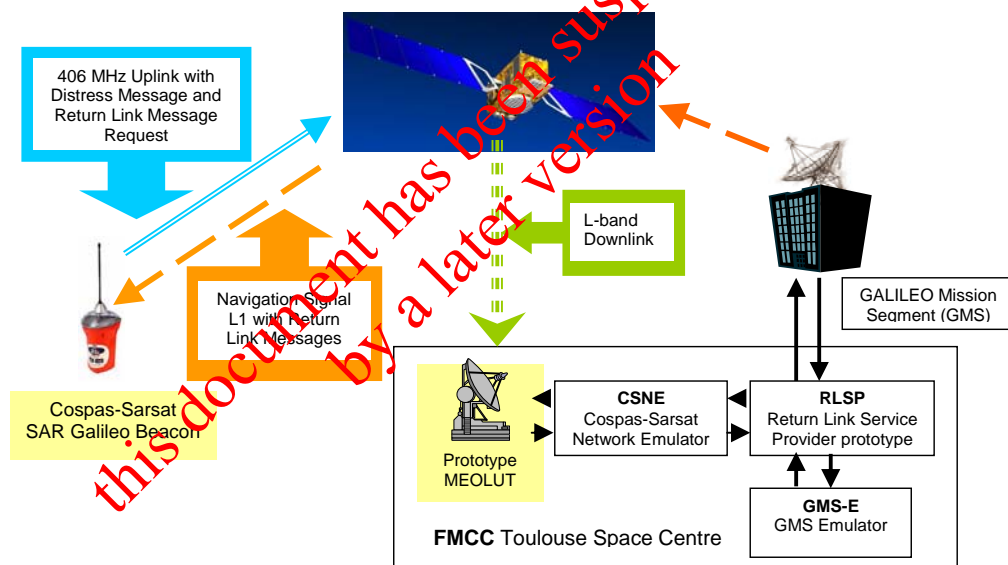 406 MHz Uplink with
Distress Message and
Return Link Message
Request
L-band
Downlink
Navigation Signal
L1 with Return
Link Messages
GALILEO Mission
Segment (GMS)
Cospas-Sarsat
SAR Galileo Beacon
Prototype
MEOLUT
CSNE
Cospas-Sarsat
Network Emulator
RLSP
Return Link Service
Provider prototype
GMS-E
GMS Emulator
FMCC Toulouse Space Centre
this document has been susp
by a later version